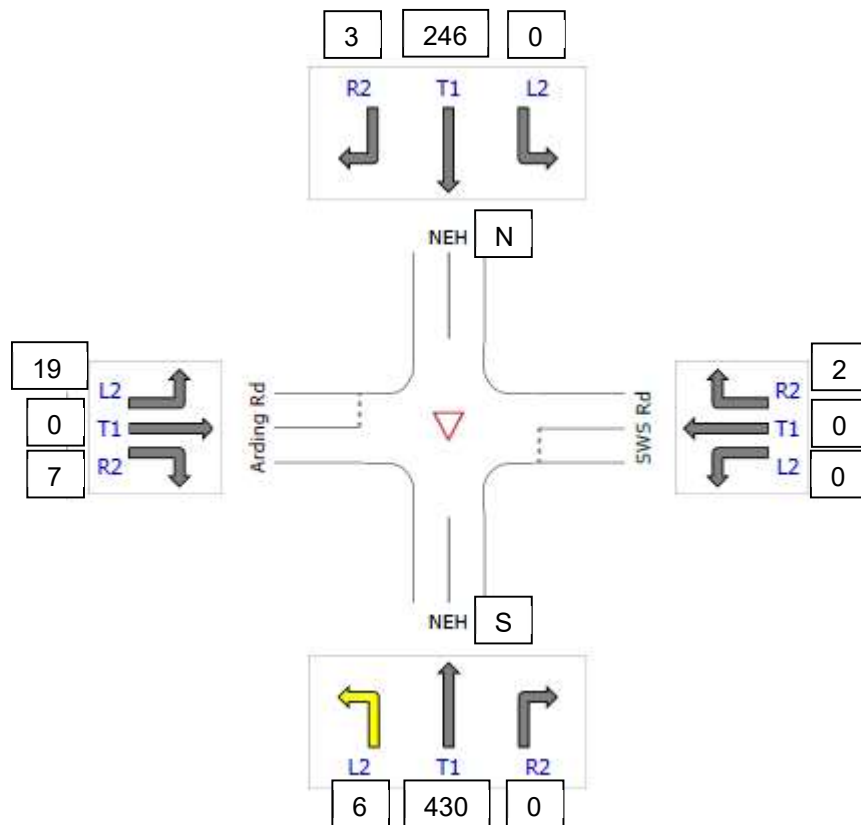 3 246 0
R2 T1 L2
NEH N
19
L2
0
T1
R2
7
Arding Rd
SWS Rd
R2
2
T1
0
L2
0
NEH S
L2 T1 R2
6 430 0